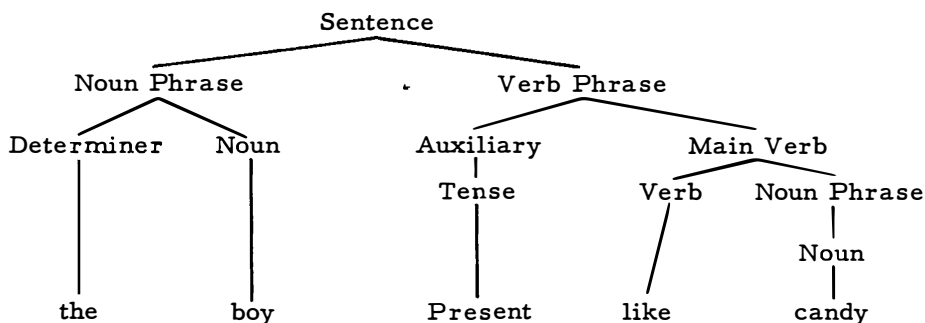 Sentence
Noun Phrase Verb Phrase
Determiner Noun Auxiliary Main Verb
Tense Verb Noun Phrase
Noun
the boy Present like candy